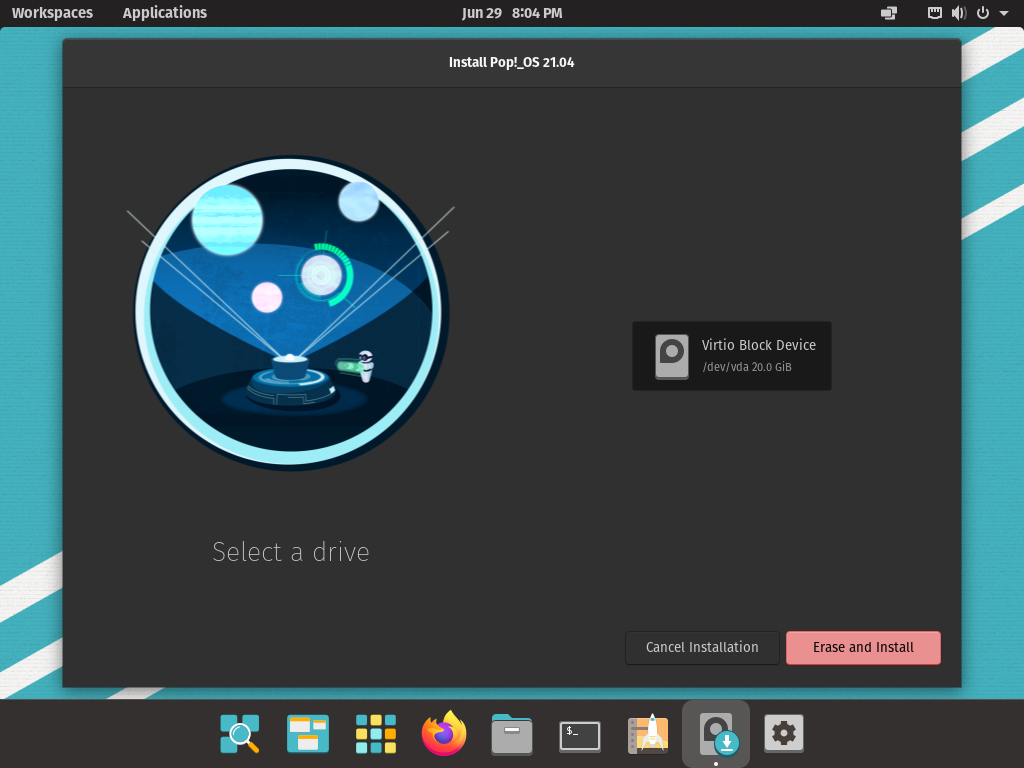 Workspaces
Applications
Jun 29 8:04 PM
Install Pop!_OS 21.04
Virtio Block Device
/dev/vda 20.0 GiB
Select a drive
Cancel Installation
Erase and Install
$_